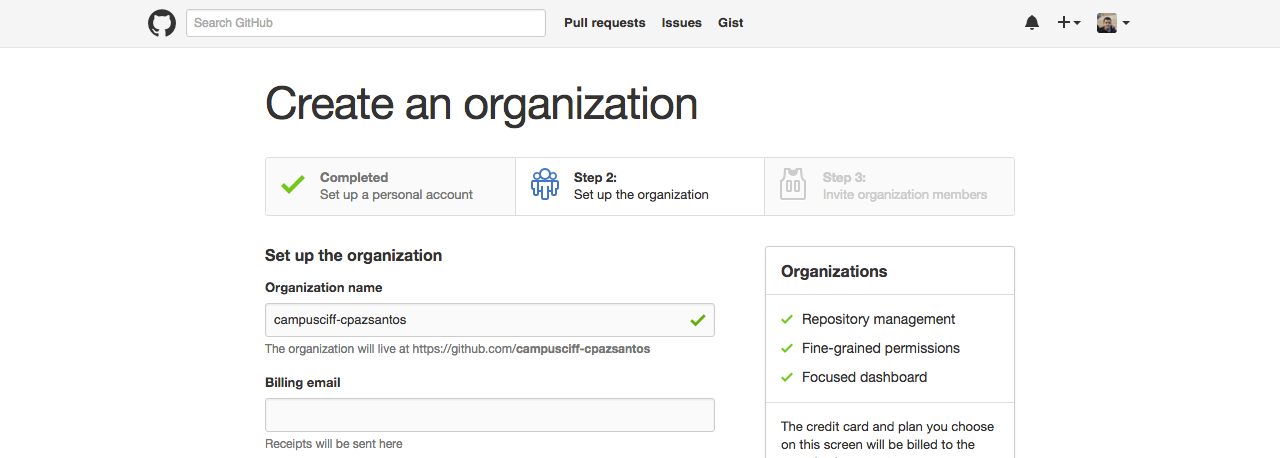 Search GitHub
Pull requests
Issues
Gist
Create an organization
Completed
Set up a personal account
Step 2:
Set up the organization
Step 3:
Invite organization members
Set up the organization
Organization name
campusciff-cpazsantos
The organization will live at https://github.com/campusciff-cpazsantos
Billing email
Receipts will be sent here
Organizations
Repository management
Fine-grained permissions
Focused dashboard
The credit card and plan you choose
on this screen will be billed to the